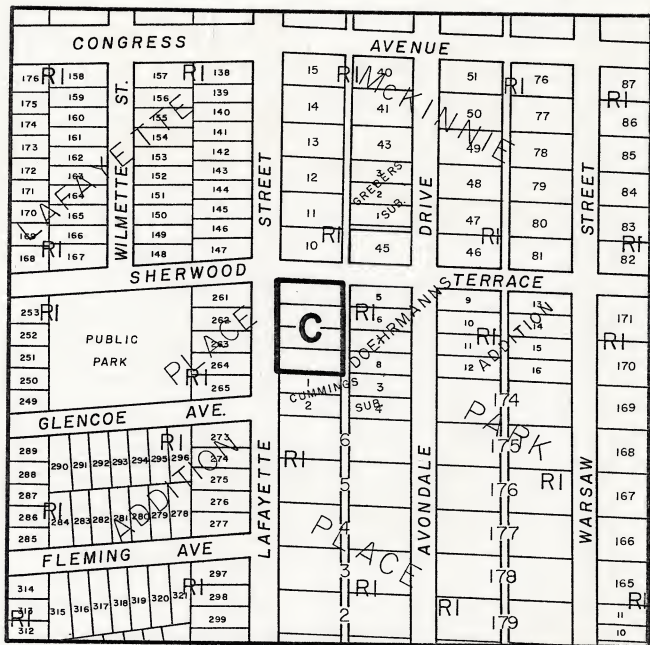 CONGRESS AVENUE
176 RI 158 157 RI 138 15 RI 40 51 RI 76 87
175 159 156 139 RI
174 160 155 140 14 41 50 77 86
173 161 154 141 13 43 49 78 85
172 162 153 142
171 163 152 143 12 3 48 79 84
170 164 151 144 2
169 165 150 145 11 1 47 80 83
RI 166 149 146 RI RI RI
168 167 148 147 10 45 46 81 82
WILMETTE ST.
LAFAYETTE STREET
GREBERS SUB.
McKINNIE
AVONDALE DRIVE
WARSAW STREET
SHERWOOD TERRACE
LAFAYETTE PLACE ADDITION
253 RI 261 C 5 RI 9 13 171
252 262 6 10 RI 14 RI
251 263 11 15
250 264 8 12 16 170
249 RI 265 1 3 174 169
2 4
PUBLIC PARK
DOEHRMANNS ADDITION
CUMMINGS SUB.
PARK PLACE
GLENCOE AVE.
289 290 291 292 293 294 295 296 RI 273 6 175 168
288 274 RI
287 275 5 176 RI 167
286 RI 284 283 282 281 280 279 278 276
285 277 4 177 166
FLEMING AVE
314 315 316 317 318 319 320 321 RI 297 3 178 165
313 RI 298 RI RI RI
312 299 2 179 11
10